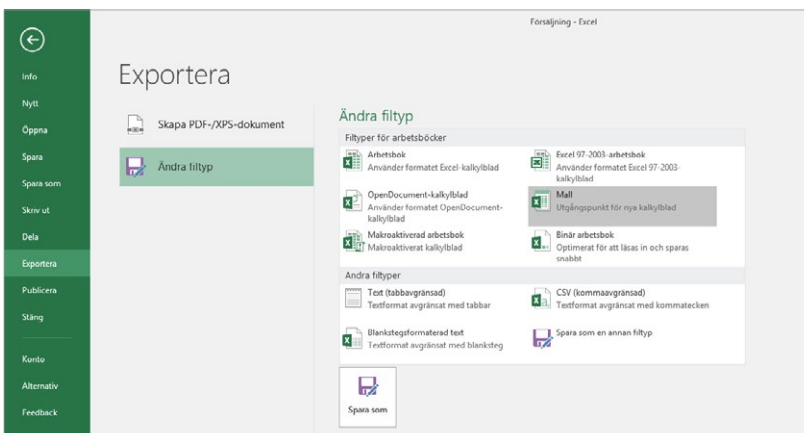 Försäljning - Excel
Info
Nytt
Öppna
Spara
Spara som
Skriv ut
Dela
Exportera
Publicera
Stäng
Konto
Alternativ
Feedback
Exportera
Skapa PDF-/XPS-dokument
Ändra filtyp
Ändra filtyp
Filtyper för arbetsböcker
Arbetsbok
Använder formatet Excel-kalkylblad
Excel 97-2003-arbetsbok
Använder formatet Excel 97-2003-
kalkylblad
OpenDocument-kalkylblad
Använder formatet OpenDocument-
kalkylblad
Mall
Utgångspunkt för nya kalkylblad
Makroaktiverad arbetsbok
Makroaktiverat kalkylblad
Binär arbetsbok
Optimerat för att läsas in och sparas
snabbt
Andra filtyper
Text (tabbavgränsad)
Textformat avgränsat med tabbar
CSV (kommaavgränsad)
Textformat avgränsat med kommatecken
Blankstegsformaterad text
Textformat avgränsat med blanksteg
Spara som en annan filtyp
Spara som